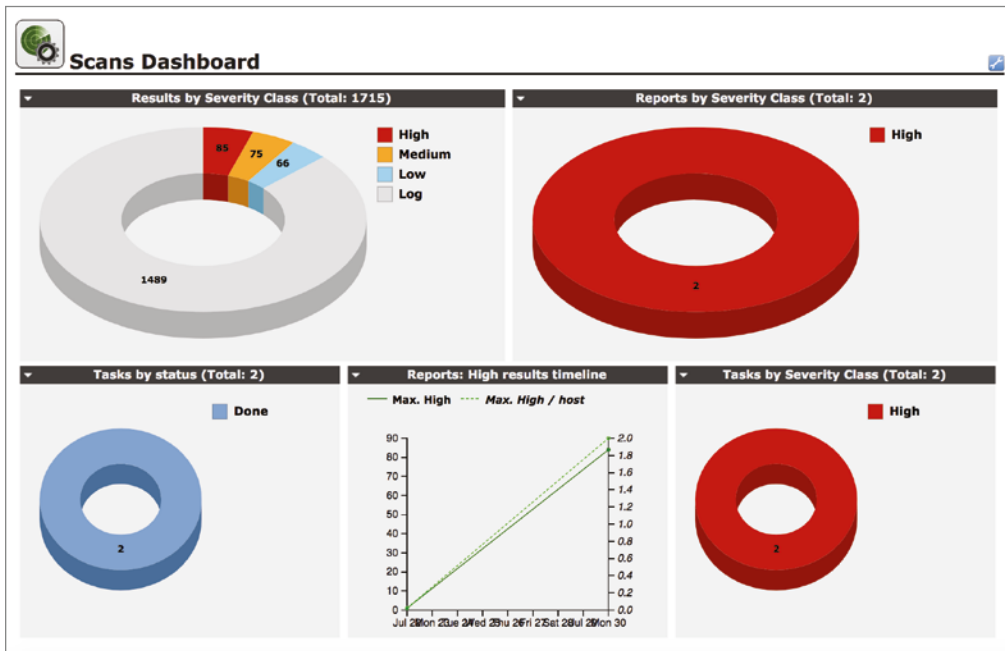 Scans Dashboard
Results by Severity Class (Total: 1715)
85
75
66
1489
High
Medium
Low
Log
Reports by Severity Class (Total: 2)
2
High
Tasks by status (Total: 2)
Done
2
Reports: High results timeline
Max. High
Max. High / host
90
80
70
60
50
40
30
20
10
0
2.0
1.8
1.6
1.4
1.2
1.0
0.8
0.6
0.4
0.2
0.0
Mon 30
Tasks by Severity Class (Total: 2)
High
2